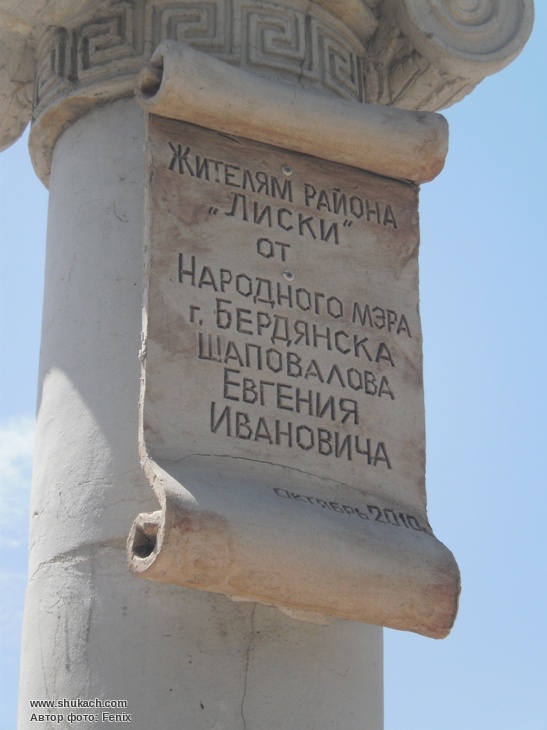 Жителям района
„Лиски"
от
Народного мэра
г. Бердянска
Шаповалова
Евгения
Ивановича
октябрь 2010 г.
www.shukach.com
Автор фото: Fenix